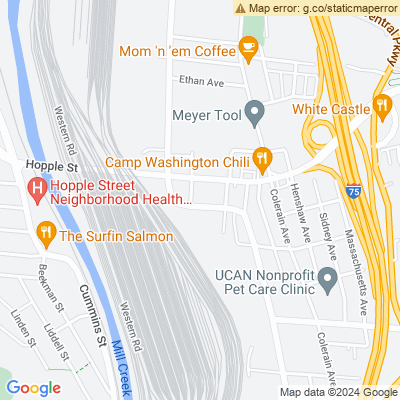 Map error: g.co/staticmaperror
Central Pkwy
Mom 'n 'em Coffee
Ethan Ave
Meyer Tool
White Castle
Western Rd
Hopple St
Camp Washington Chili
75
Hopple Street
Neighborhood Health...
Colerain Ave
Henshaw Ave
Sidney Ave
Massachusetts Ave
The Surfin Salmon
UCAN Nonprofit
Pet Care Clinic
Beekman St
Cummins St
Western Rd
Linden St
Liddell St
Mill Creek
Colerain Ave
Google
Map data ©2024 Google